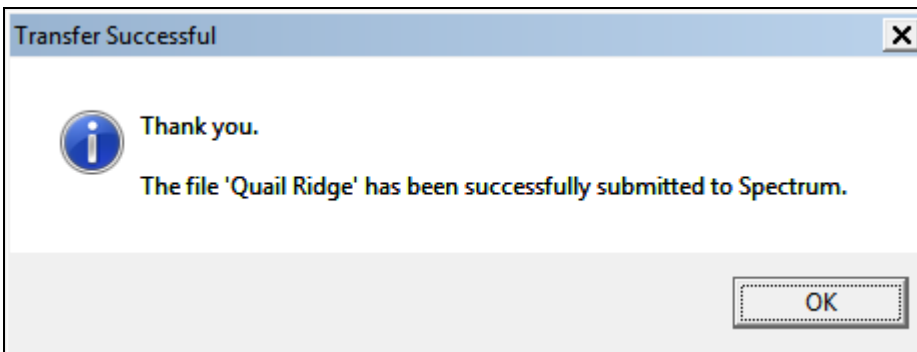 Transfer Successful
Thank you.
The file 'Quail Ridge' has been successfully submitted to Spectrum.
OK